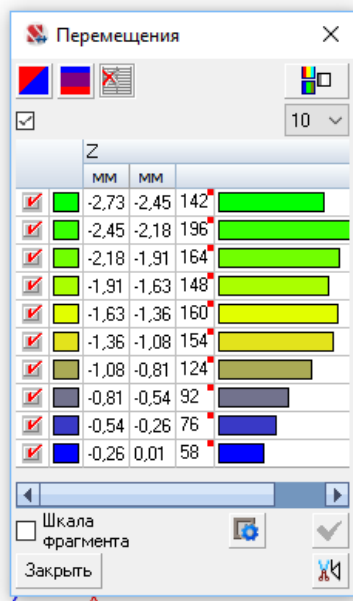 Перемещения
10
Z
мм мм
-2,73 -2,45 142
-2,45 -2,18 196
-2,18 -1,91 164
-1,91 -1,63 148
-1,63 -1,36 160
-1,36 -1,08 154
-1,08 -0,81 124
-0,81 -0,54 92
-0,54 -0,26 76
-0,26 0,01 58
Шкала
фрагмента
Закрыть